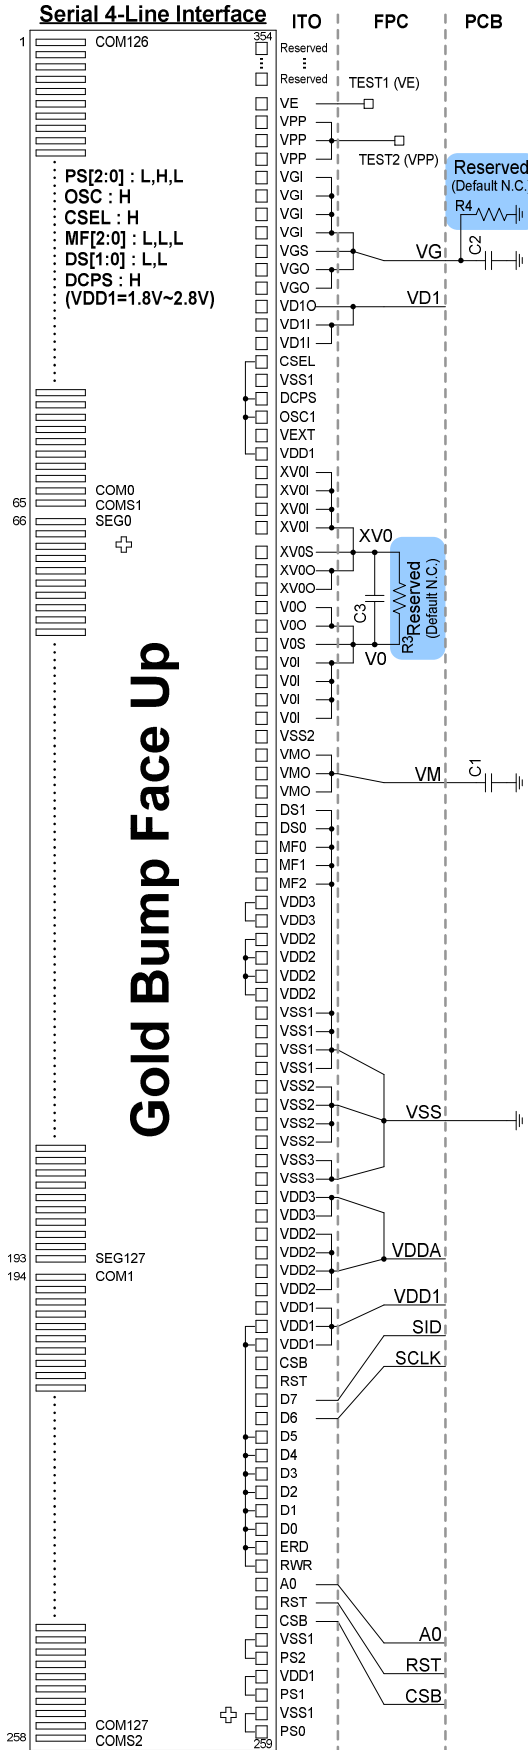 Serial 4-Line Interface
ITO FPC PCB
354
1 COM126
Reserved
Reserved
TEST1 (VE)
VE
VPP
VPP
TEST2 (VPP)
VPP
Reserved
(Default N.C.)
R4
PS[2:0] : L,H,L
OSC : H
CSEL : H
MF[2:0] : L,L,L
DS[1:0] : L,L
DCPS : H
(VDD1=1.8V~2.8V)
VGI
VGI
VGI
VGI
VGS
VG
C2
VGO
VGO
VD1O
VD1
VD1I
VD1I
CSEL
VSS1
DCPS
OSC1
VEXT
VDD1
XV0I
XV0I
XV0I
XV0I
COM0
65 COMS1
66 SEG0
XV0
XV0S
XV0O
XV0O
C3
R3
Reserved
(Default N.C.)
V0O
V0O
V0S
V0
V0I
V0I
V0I
V0I
VSS2
VMO
VMO
VM
C1
VMO
Gold Bump Face Up
DS1
DS0
MF0
MF1
MF2
VDD3
VDD3
VDD2
VDD2
VDD2
VDD2
VSS1
VSS1
VSS1
VSS1
VSS2
VSS2
VSS
VSS2
VSS2
VSS3
VSS3
VDD3
VDD3
VDD2
VDD2
VDDA
VDD2
VDD2
193 SEG127
194 COM1
VDD1
VDD1
VDD1
SID
VDD1
SCLK
CSB
RST
D7
D6
D5
D4
D3
D2
D1
D0
ERD
RWR
A0
RST
CSB
A0
RST
CSB
VSS1
PS2
VDD1
PS1
VSS1
PS0
COM127
258 COMS2
259